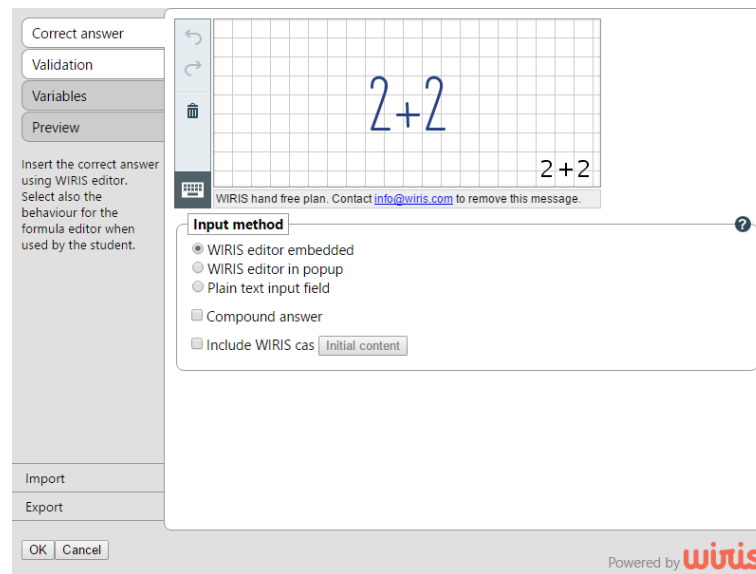 Correct answer
Validation
Variables
Preview
Insert the correct answer
using WIRIS editor.
Select also the
behaviour for the
formula editor when
used by the student.
Import
Export
OK
Cancel
2+2
2+2
WIRIS hand free plan. Contact info@wiris.com to remove this message.
Input method
?
WIRIS editor embedded
WIRIS editor in popup
Plain text input field
Compound answer
Include WIRIS cas Initial content
Powered by wiris